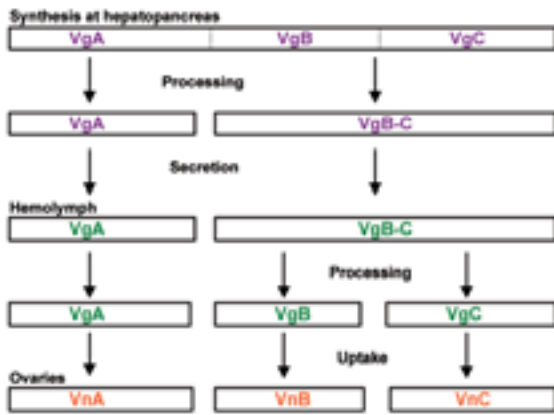 Synthesis at hepatopancreas
VgA VgB VgC
Processing
VgA VgB-C
Secretion
Hemolymph
VgA VgB-C
Processing
VgA VgB VgC
Uptake
Ovaries
VnA VnB VnC